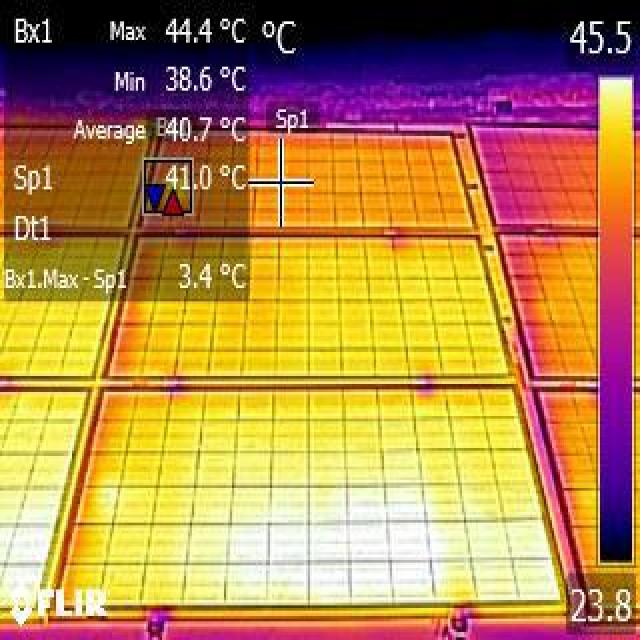 Bx1 Max 44.4 °C °C 45.5
Min 38.6 °C
Average 40.7 °C Sp1
Sp1 41.0 °C
Dt1
Bx1.Max - Sp1 3.4 °C
FLIR 23.8